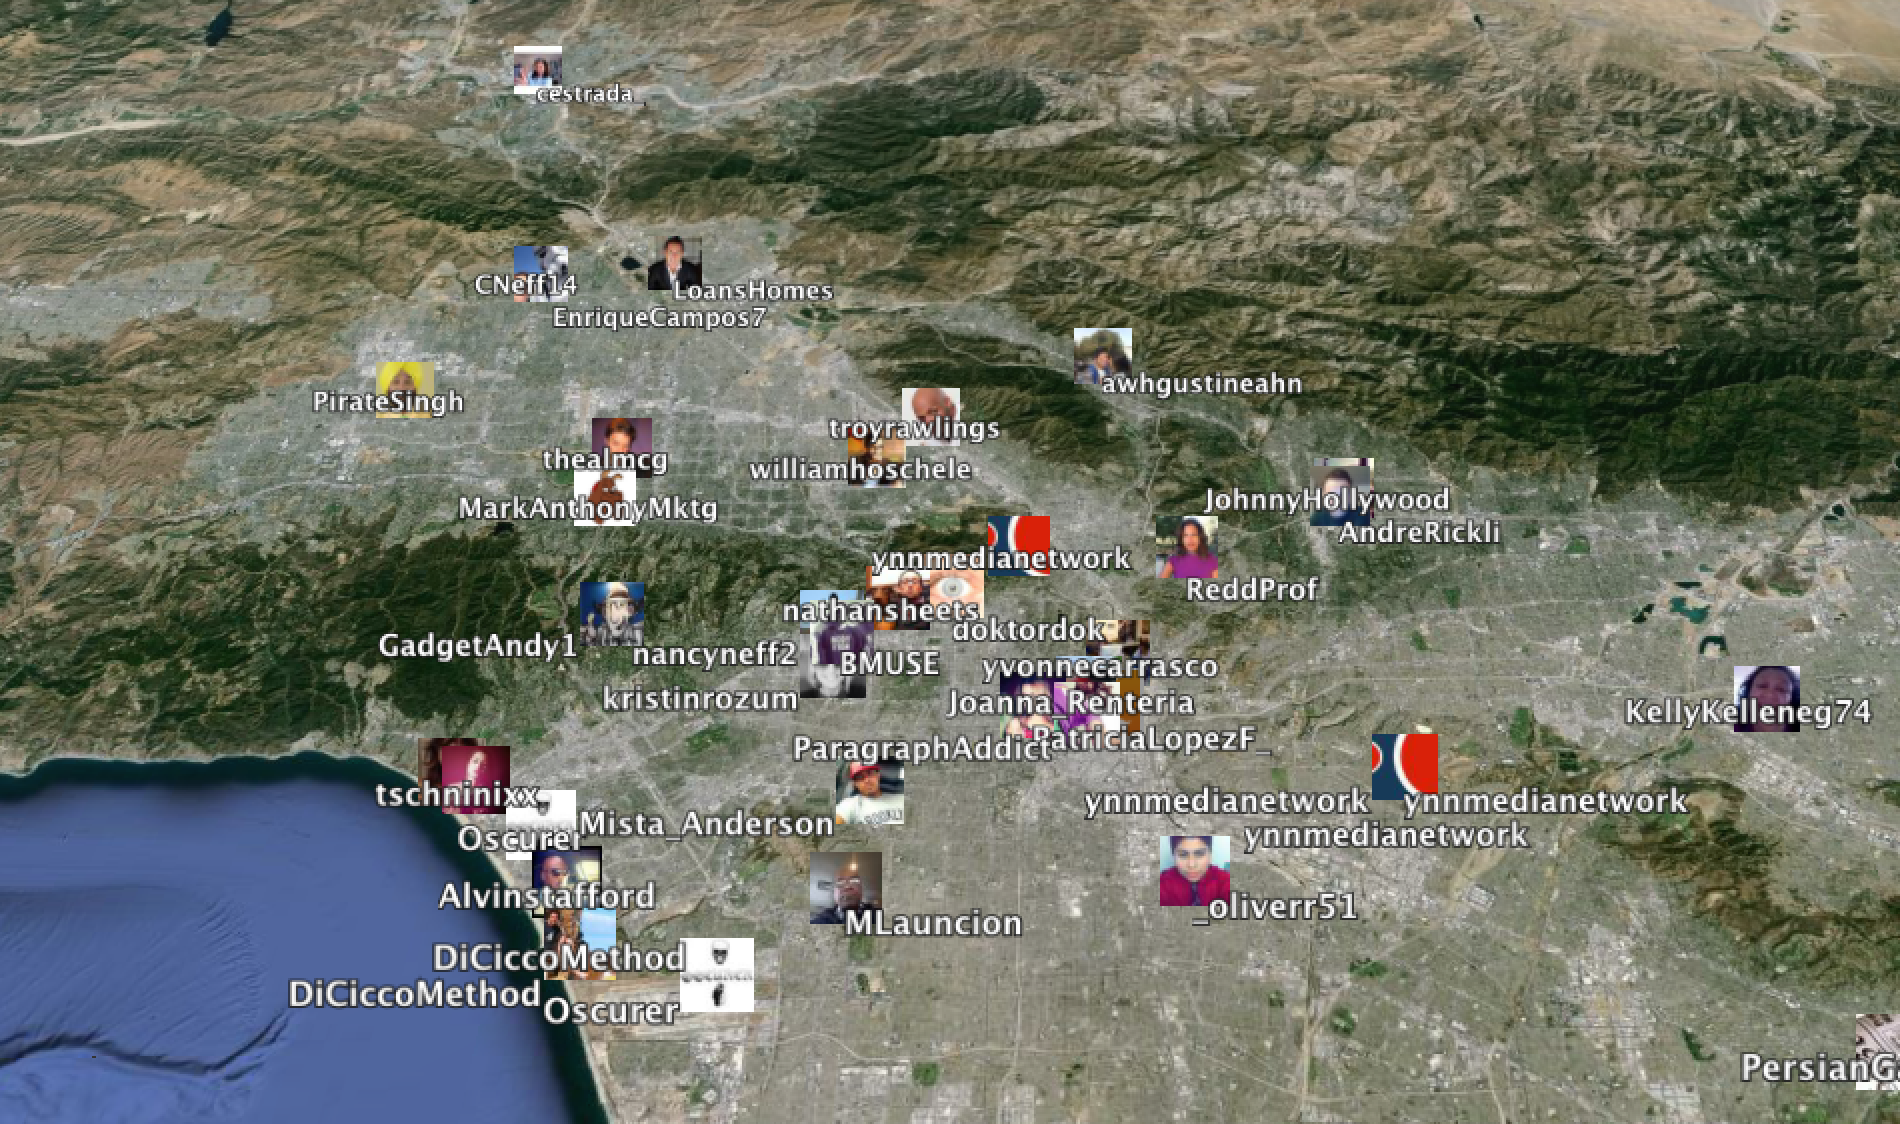 cestrada_
CNeff14
LoansHomes
EnriqueCampos7
awhgustineahn
PirateSingh
troyrawlings
thealmcg
williamhoschele
MarkAnthonyMktg
JohnnyHollywood
AndreRickli
ynnmedianetwork
ReddProf
nathansheets
doktordok
GadgetAndy1
nancyneff2
BMUSE
yvonnecarrasco
kristinrozum
Joanna_Renteria
KellyKelleneg74
ParagraphAddict
PatriciaLopezF_
tschninixx
ynnmedianetwork
ynnmedianetwork
Mista_Anderson
Oscurer
ynnmedianetwork
Alvinstafford
_oliverr51
MLauncion
DiCiccoMethod
DiCiccoMethod
Oscurer